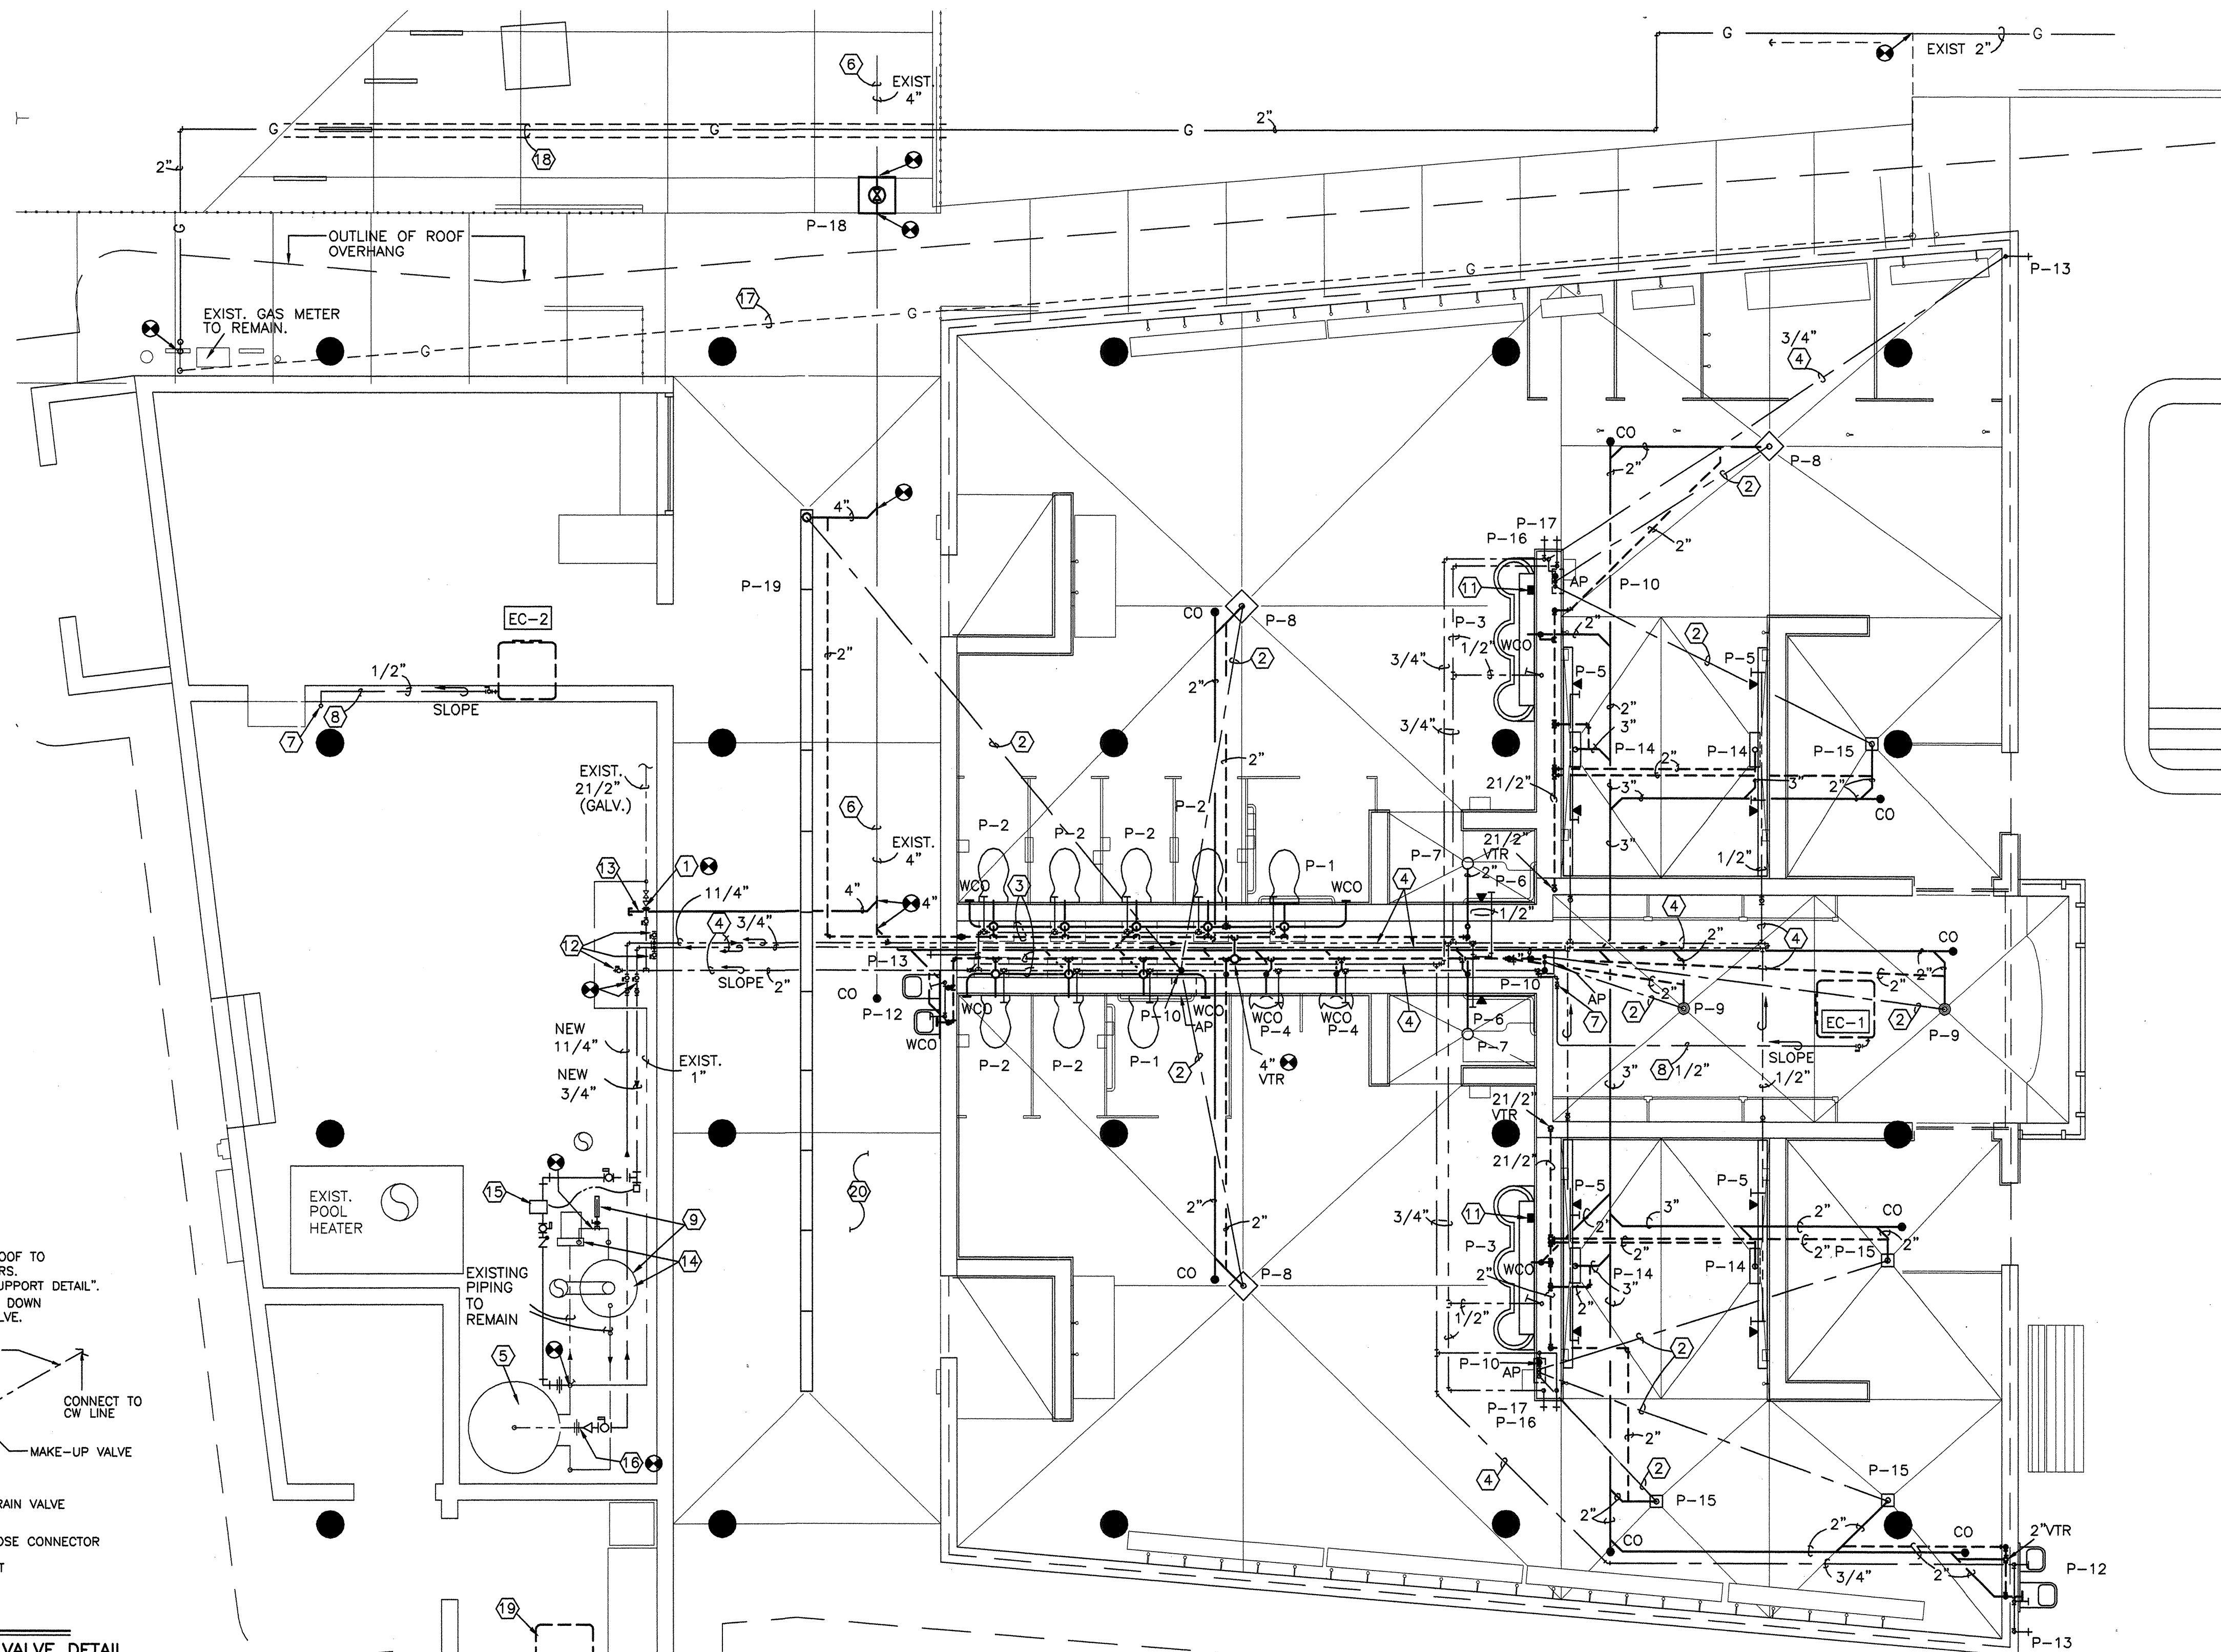 6
EXIST.
4"
G
EXIST 2"
G
G
G
G
2"
2"
18
P-18
G
OUTLINE OF ROOF
OVERHANG
G
P-13
17
G
EXIST. GAS METER
TO REMAIN.
G
3/4"
4
CO
P-8
2"
2
4"
P-17
P-16
2"
P-19
11
AP
P-10
EC-2
CO
P-8
P-3
2"
2
1/2"
WCO
2"
2
3/4"
P-5
P-5
1/2"
8
SLOPE
2"
7
2
3/4"
2"
3"
P-14
P-14
P-15
2"
EXIST.
21/2"
(GALV.)
21/2"
2"
3"
3"
2"
6
P-2
CO
EXIST.
4"
P-2
P-2
P-2
P-1
P-7
21/2"
VTR
3"
1/2"
13
1
11/4"
WCO
3
WCO
4
2"
P-6
4"
4"
1/2"
4
12
4
3/4"
2"
4
CO
P-13
SLOPE
2"
CO
P-12
WCO
WCO
P-10
WCO
AP
WCO
P-4
WCO
P-4
4
P-6
P-7
P-10
AP
7
2"
2
P-9
EC-1
2
P-9
2"
2"
WCO
P-2
P-2
P-1
2
4"
VTR
NEW
11/4"
EXIST.
1"
NEW
3/4"
3"
8
1/2"
SLOPE
1/2"
21/2"
VTR
21/2"
20
15
9
14
EXIST.
POOL
HEATER
2"
2"
3/4"
11
P-5
P-5
2"
3"
2"
CO
P-3
2"
2"
P-15
2"
EXISTING
PIPING
TO
REMAIN
CO
P-8
WCO
P-14
P-14
2"
3"
2"
3"
1/2"
5
P-10
AP
2
P-17
P-16
2"
16
4
2
P-15
P-15
2"
CO
2"
CO
2"VTR
3/4"
2"
P-12
P-13
19
OOF TO
RS.
UPPORT DETAIL".
DOWN
LVE.
CONNECT TO
CW LINE
MAKE-UP VALVE
RAIN VALVE
OSE CONNECTOR
T
VALVE DETAIL